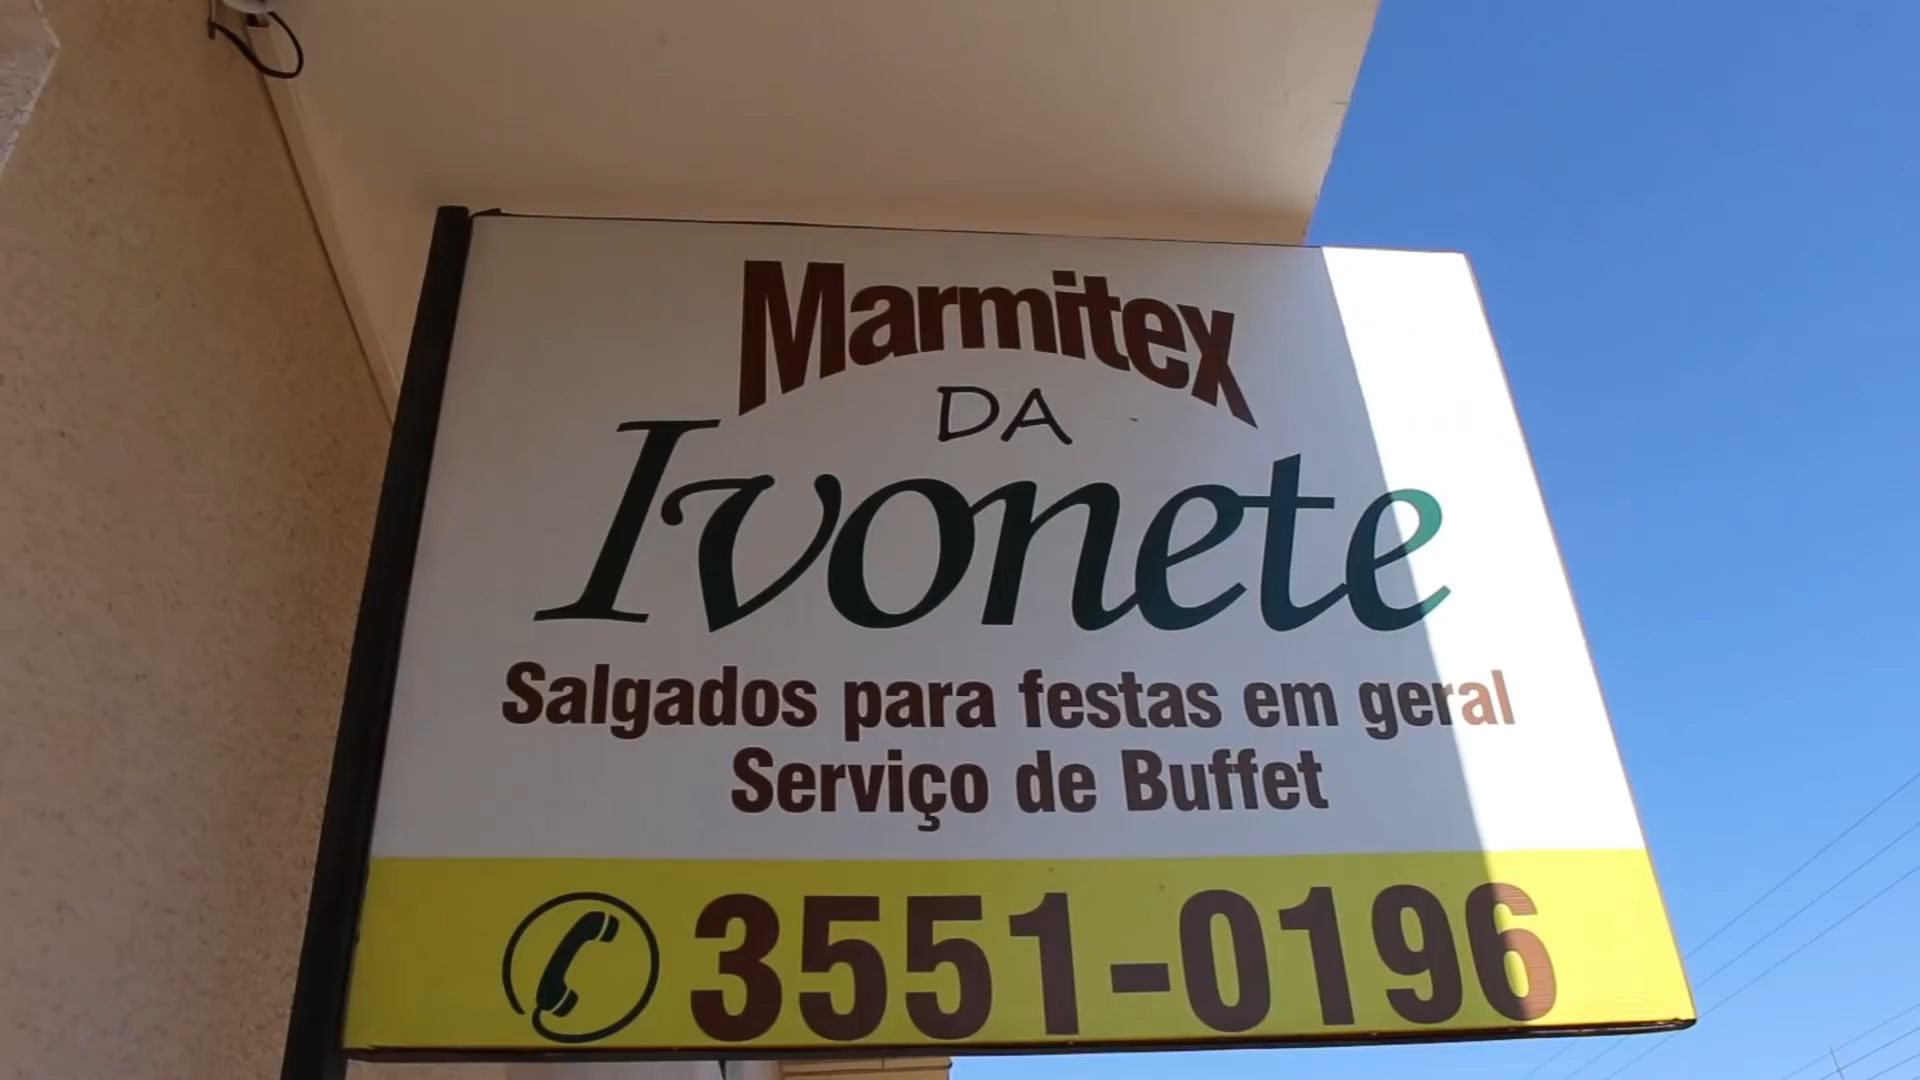 Marmitex
DA
Ivonete
Salgados para festas em geral
Serviço de Buffet
3551-0196